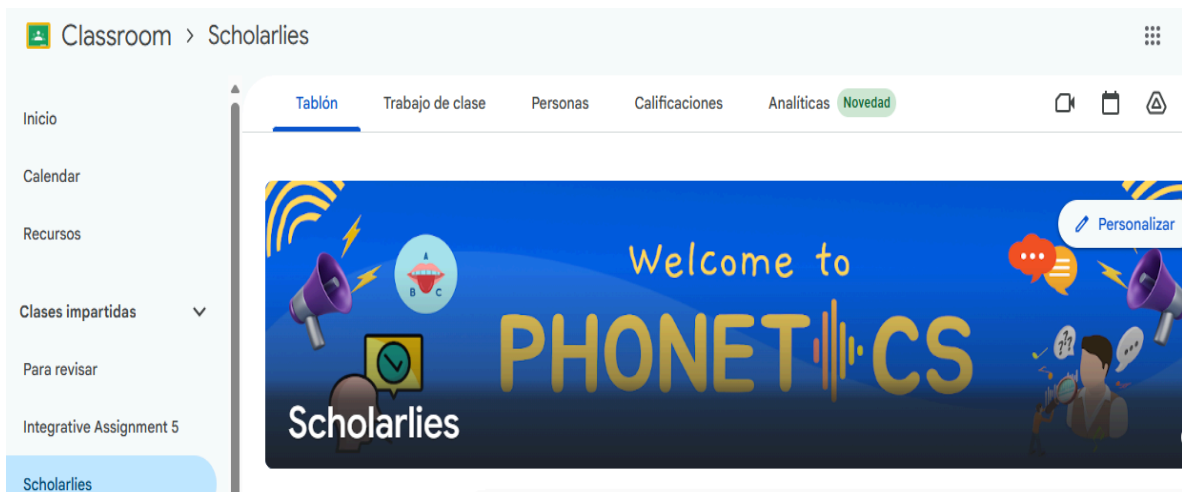 Classroom > Scholarlies
Tablón Trabajo de clase Personas Calificaciones Analíticas Novedad
Inicio
Calendar
Recursos
Clases impartidas
Para revisar
Integrative Assignment 5
Scholarlies
Personalizar
Welcome to
PHONETICS
A
B C
???
Scholarlies